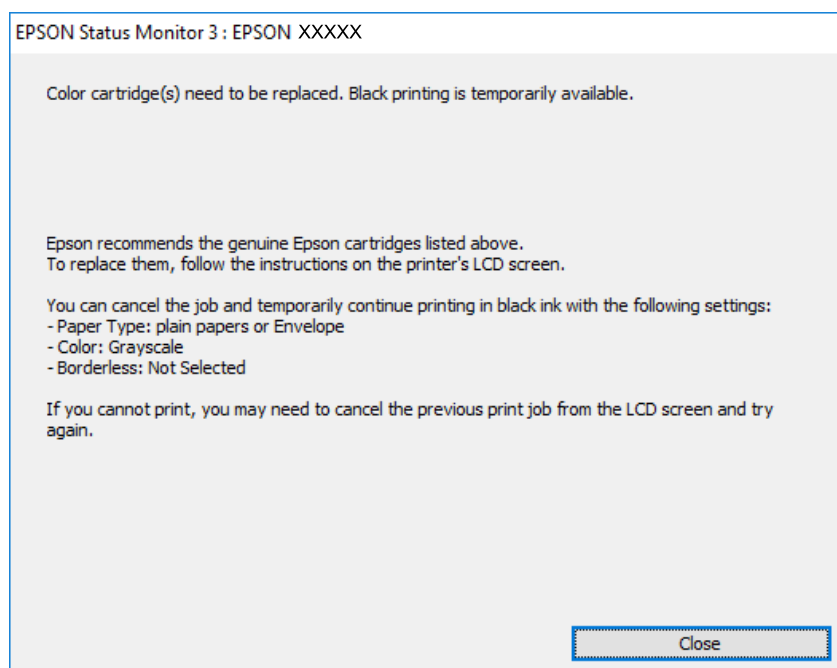 EPSON Status Monitor 3 : EPSON XXXXX
Color cartridge(s) need to be replaced. Black printing is temporarily available.
Epson recommends the genuine Epson cartridges listed above.
To replace them, follow the instructions on the printer's LCD screen.
You can cancel the job and temporarily continue printing in black ink with the following settings:
- Paper Type: plain papers or Envelope
- Color: Grayscale
- Borderless: Not Selected
If you cannot print, you may need to cancel the previous print job from the LCD screen and try
again.
Close